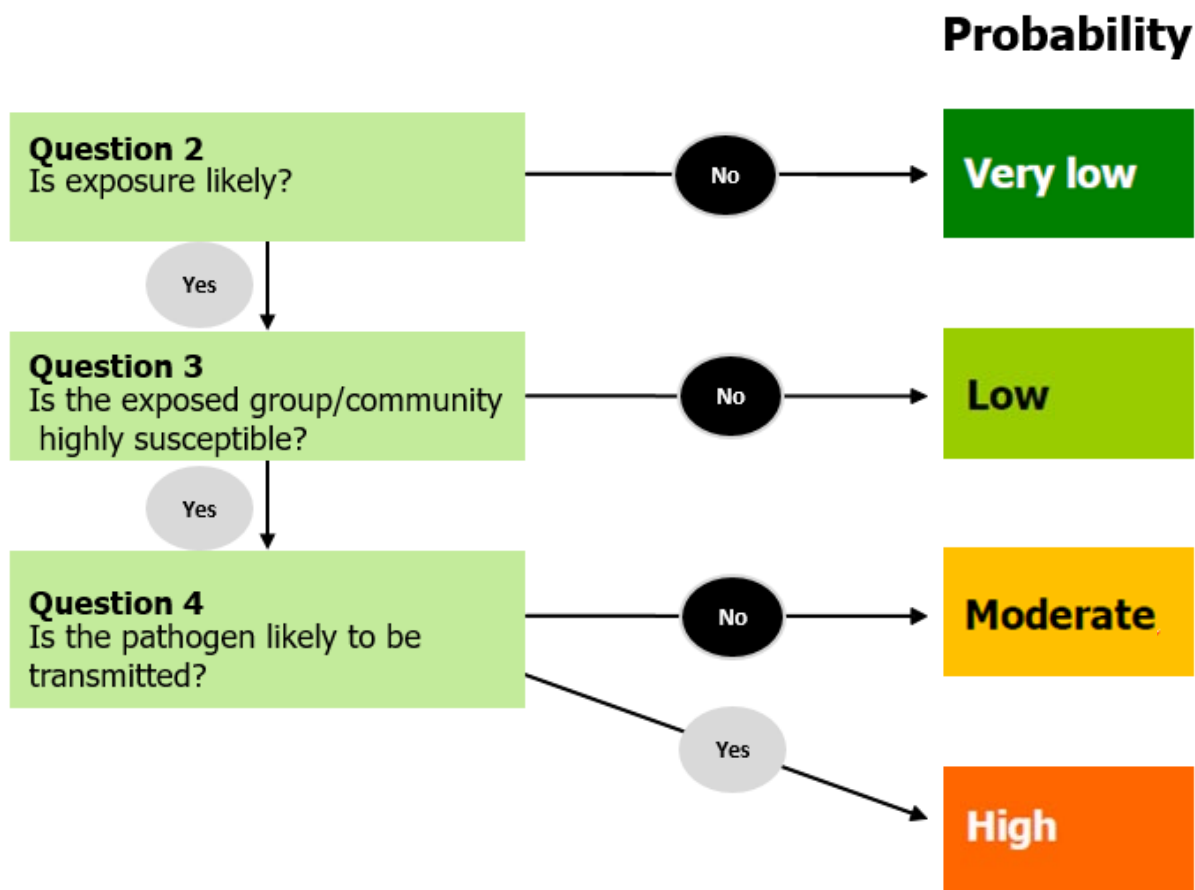 Probability
Question 2
Is exposure likely?
No
Very low
Yes
Question 3
Is the exposed group/community
highly susceptible?
No
Low
Yes
Question 4
Is the pathogen likely to be
transmitted?
No
Moderate
Yes
High